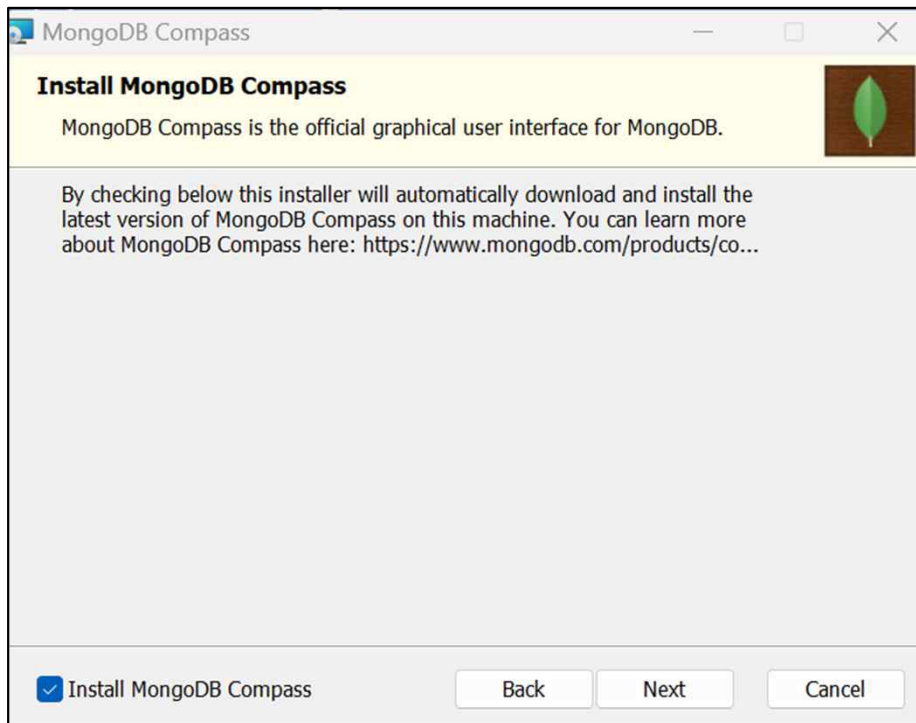 MongoDB Compass
Install MongoDB Compass
MongoDB Compass is the official graphical user interface for MongoDB.
By checking below this installer will automatically download and install the
latest version of MongoDB Compass on this machine. You can learn more
about MongoDB Compass here: https://www.mongodb.com/products/co...
Install MongoDB Compass Back Next Cancel